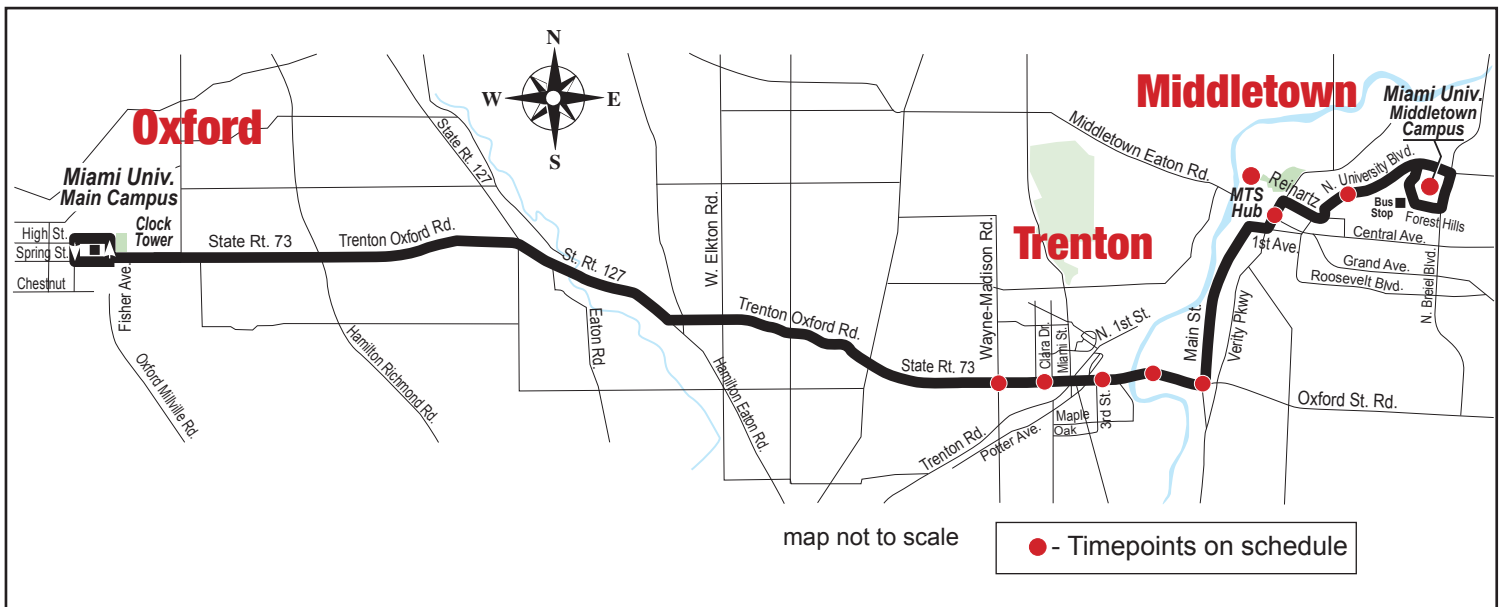 N
W
E
S
Oxford
Middletown
Trenton
Miami Univ.
Main Campus
Clock
Tower
High St.
Spring St.
Chestnut
Fisher Ave.
Oxford Millville Rd.
State Rt. 73
Trenton Oxford Rd.
Hamilton Richmond Rd.
State Rt. 127
St. Rt. 127
Eaton Rd.
W. Elkton Rd.
Hamilton Eaton Rd.
Trenton Oxford Rd.
State Rt. 73
Wayne-Madison Rd.
Clara Dr.
Miami St.
N. 1st St.
3rd St.
Maple
Oak
Trenton Rd.
Potter Ave.
Middletown Eaton Rd.
Main St.
Verity Pkwy
Oxford St. Rd.
MTS
Hub
Reinartz
N. University Blvd.
Miami Univ.
Middletown
Campus
Bus
Stop
Forest Hills
Central Ave.
1st Ave.
Grand Ave.
Roosevelt Blvd.
N. Breiel Blvd.
map not to scale
- Timepoints on schedule